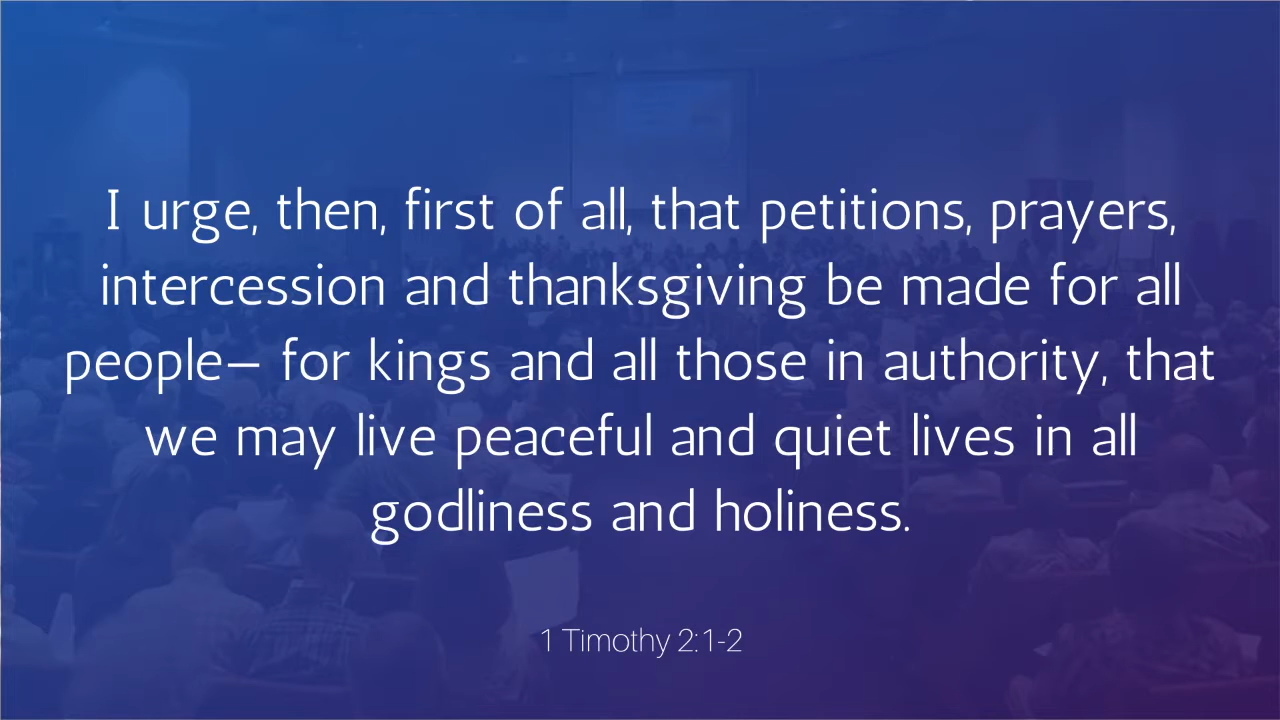 I urge, then, first of all, that petitions, prayers,
intercession and thanksgiving be made for all
people– for kings and all those in authority, that
we may live peaceful and quiet lives in all
godliness and holiness.
1 Timothy 2:1-2